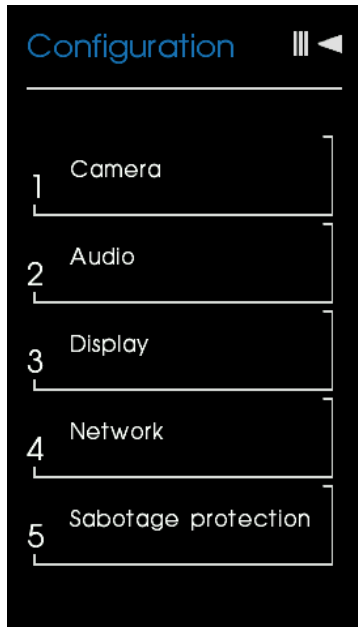 Configuration
1 Camera
2 Audio
3 Display
4 Network
5 Sabotage protection